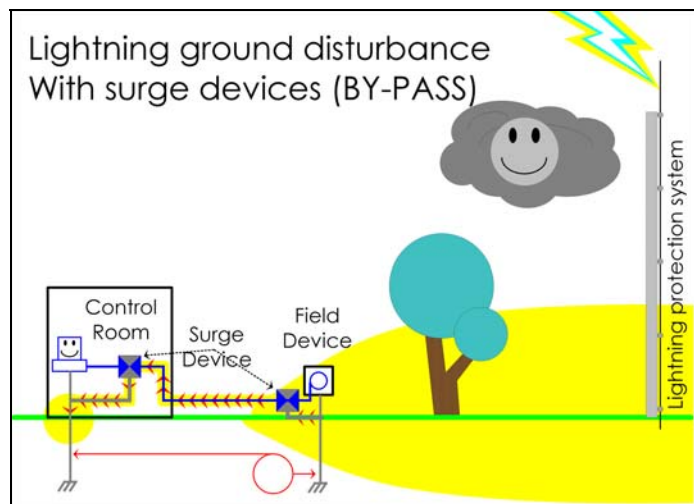 Lightning ground disturbance
With surge devices (BY-PASS)
Lightning protection system
Control
Room
Surge
Device
Field
Device